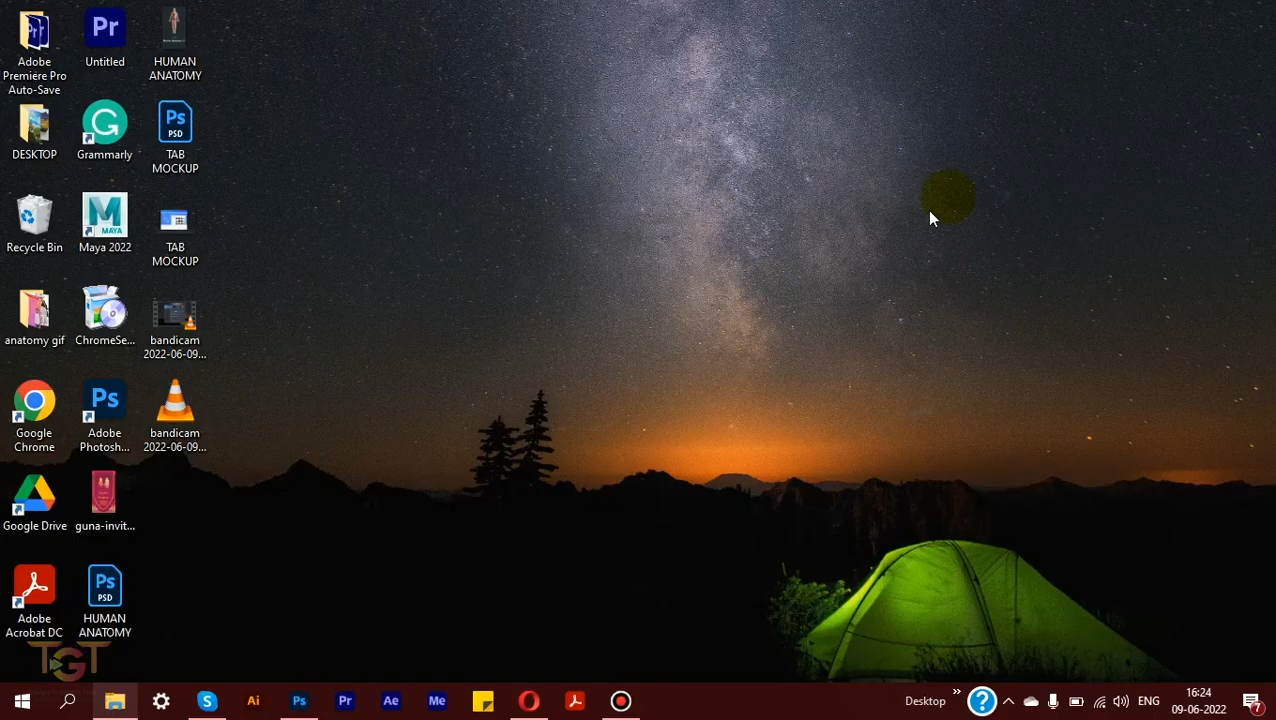 Adobe
Premiere Pro
Auto-Save
Pr
Untitled
HUMAN
ANATOMY
DESKTOP
G
Grammarly
Ps
PSD
TAB
MOCKUP
Recycle Bin
M
MAYA
Maya 2022
TAB
MOCKUP
anatomy gif
ChromeSe...
bandicam
2022-06-09...
Google
Chrome
Ps
Adobe
Photosh...
bandicam
2022-06-09...
Google Drive
guna-invit...
Adobe
Acrobat DC
Ps
PSD
HUMAN
ANATOMY
TGT
S
Ai
Ps
Pr
Ae
Me
Desktop
»
?
ENG
16:24
09-06-2022
7